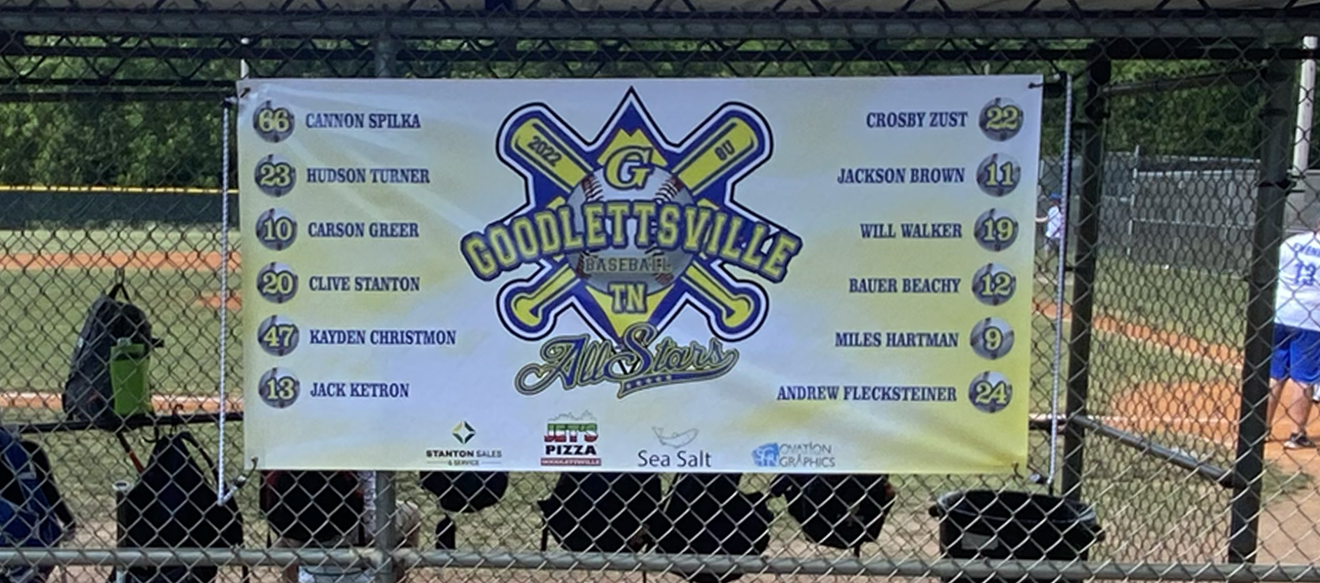 66 CANNON SPILKA
23 HUDSON TURNER
10 CARSON GREER
20 CLIVE STANTON
47 KAYDEN CHRISTMON
13 JACK KETRON
2022
8U
G
GOODLETTSVILLE
BASEBALL
TN
All Stars
CROSBY ZUST 22
JACKSON BROWN 11
WILL WALKER 19
BAUER BEACHY 12
MILES HARTMAN 9
ANDREW FLECKSTEINER 24
STANTON SALES
& SERVICE
JET'S
PIZZA
GOODLETTSVILLE
Sea Salt
OVATION
GRAPHICS
13